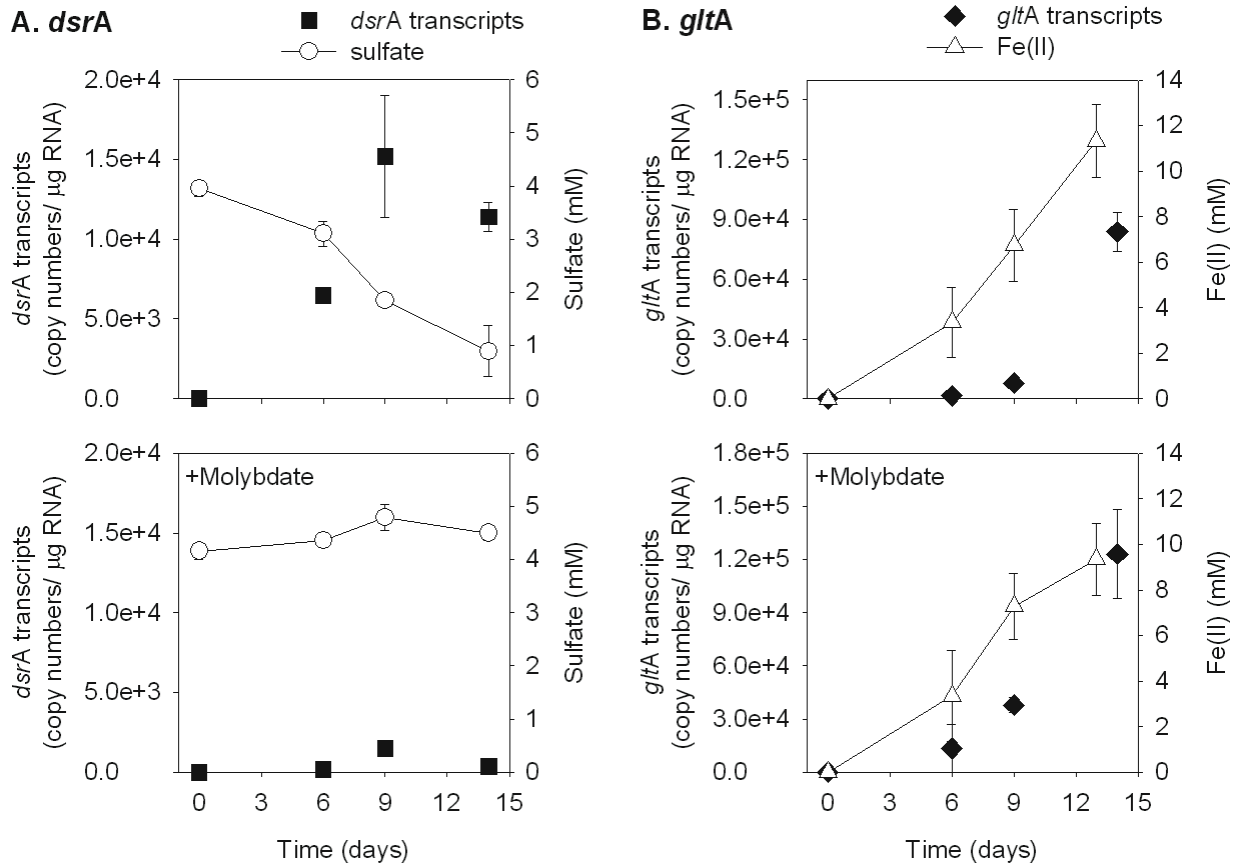 A. dsrA
dsrA transcripts
sulfate
2.0e+4
1.5e+4
1.0e+4
5.0e+3
0.0
dsrA transcripts
(copy numbers/ μg RNA)
6
5
4
3
2
1
0
Sulfate (mM)
B. gltA
gltA transcripts
Fe(II)
1.5e+5
1.2e+5
9.0e+4
6.0e+4
3.0e+4
0.0
gltA transcripts
(copy numbers/ μg RNA)
14
12
10
8
6
4
2
0
Fe(II) (mM)
+Molybdate
2.0e+4
1.5e+4
1.0e+4
5.0e+3
0.0
dsrA transcripts
(copy numbers/ μg RNA)
6
5
4
3
2
1
0
Sulfate (mM)
0 3 6 9 12 15
Time (days)
+Molybdate
1.8e+5
1.5e+5
1.2e+5
9.0e+4
6.0e+4
3.0e+4
0.0
gltA transcripts
(copy numbers/ μg RNA)
14
12
10
8
6
4
2
0
Fe(II) (mM)
0 3 6 9 12 15
Time (days)